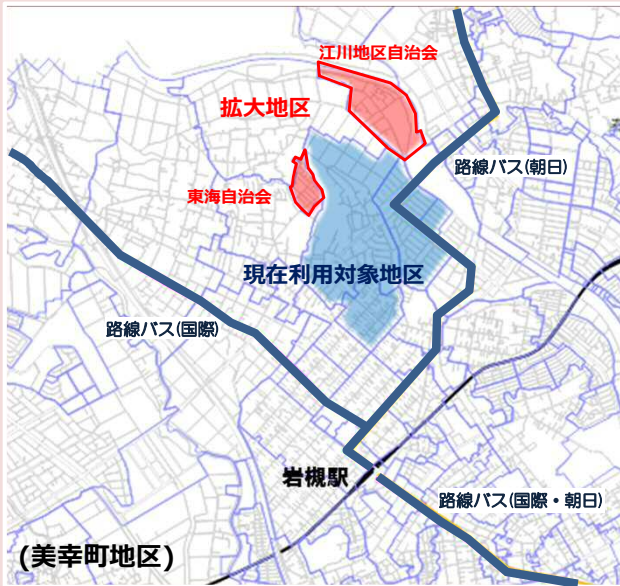 江川地区自治会
拡大地区
路線バス(朝日)
東海自治会
現在利用対象地区
路線バス(国際)
岩槻駅
路線バス(国際・朝日)
(美幸町地区)